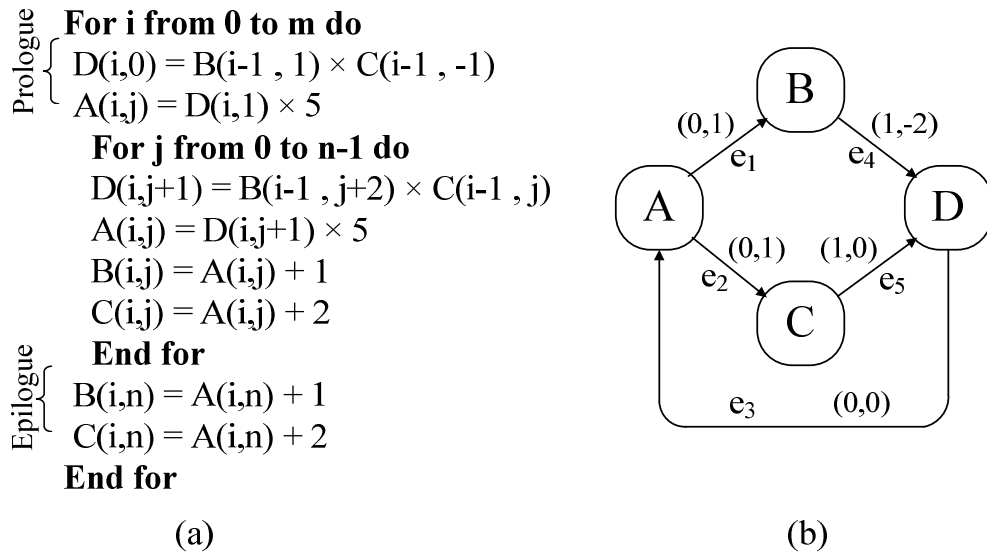 For i from 0 to m do
Prologue
D(i,0) = B(i-1 , 1) × C(i-1 , -1)
A(i,j) = D(i,1) × 5
For j from 0 to n-1 do
D(i,j+1) = B(i-1 , j+2) × C(i-1 , j)
A(i,j) = D(i,j+1) × 5
B(i,j) = A(i,j) + 1
C(i,j) = A(i,j) + 2
End for
Epilogue
B(i,n) = A(i,n) + 1
C(i,n) = A(i,n) + 2
End for
(a)
B
(0,1)
(1,-2)
e1
e4
A
D
(0,1)
(1,0)
e2
e5
C
e3
(0,0)
(b)